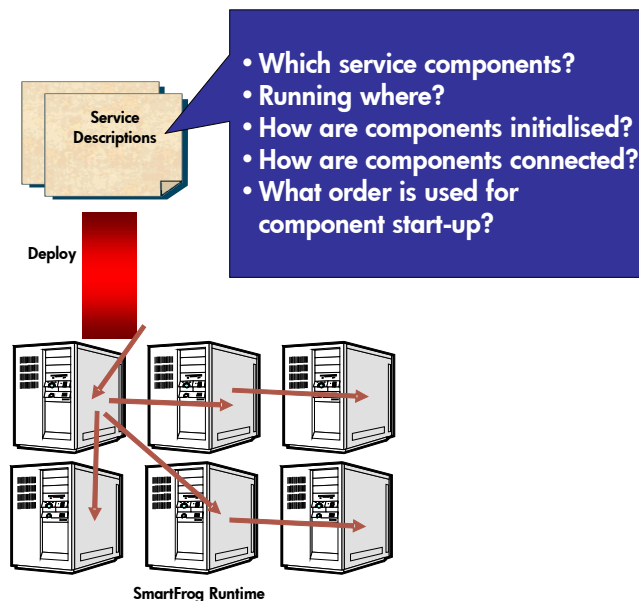 • Which service components?
• Running where?
• How are components initialised?
• How are components connected?
• What order is used for
component start-up?
Service
Descriptions
Deploy
SmartFrog Runtime